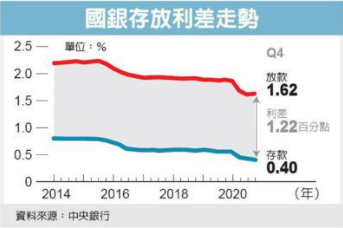 國銀存放利差走勢
單位：%
Q4
2.5
2.0
1.5
1.0
0.5
0
放款
1.62
利差
1.22百分點
存款
0.40
2014 2016 2018 2020 （年）
資料來源：中央銀行